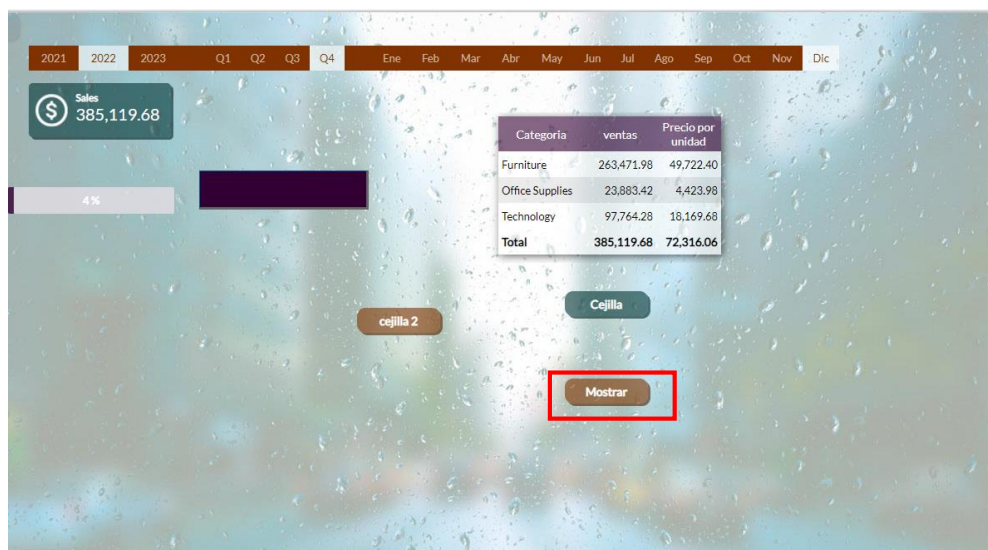 2021 2022 2023 Q1 Q2 Q3 Q4 Ene Feb Mar Abr May Jun Jul Ago Sep Oct Nov Dic
Sales
385,119.68
4 %
Categoría ventas Precio por unidad
Furniture 263,471.98 49,722.40
Office Supplies 23,883.42 4,423.98
Technology 97,764.28 18,169.68
Total 385,119.68 72,316.06
Cejilla
cejilla 2
Mostrar